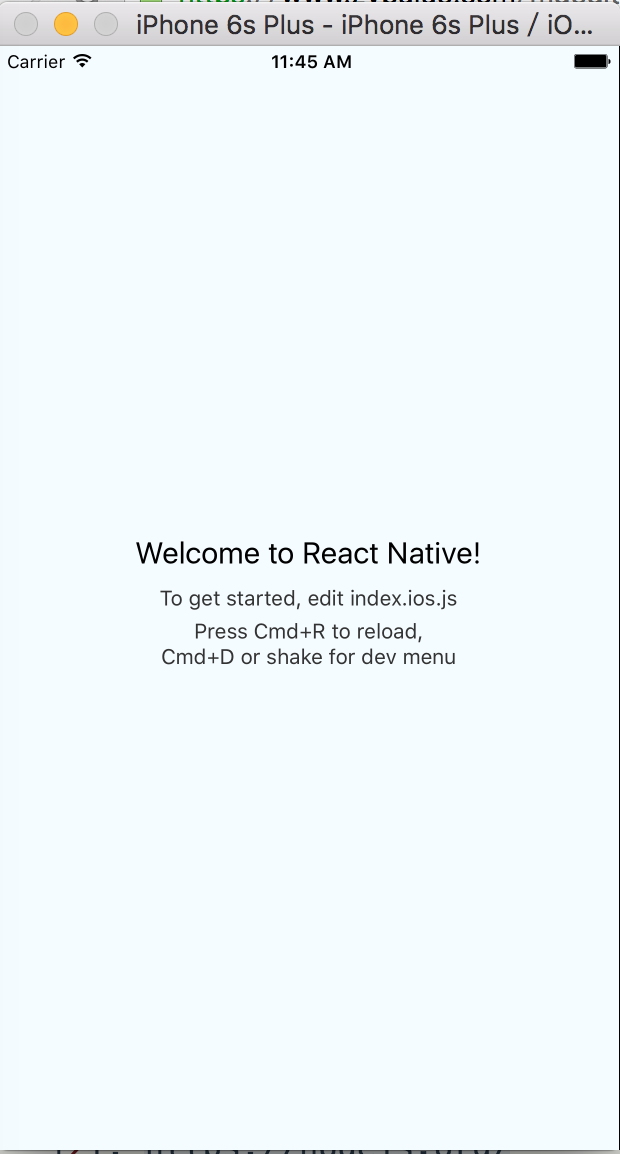 iPhone 6s Plus - iPhone 6s Plus / iO...
Carrier 11:45 AM
Welcome to React Native!
To get started, edit index.ios.js
Press Cmd+R to reload,
Cmd+D or shake for dev menu